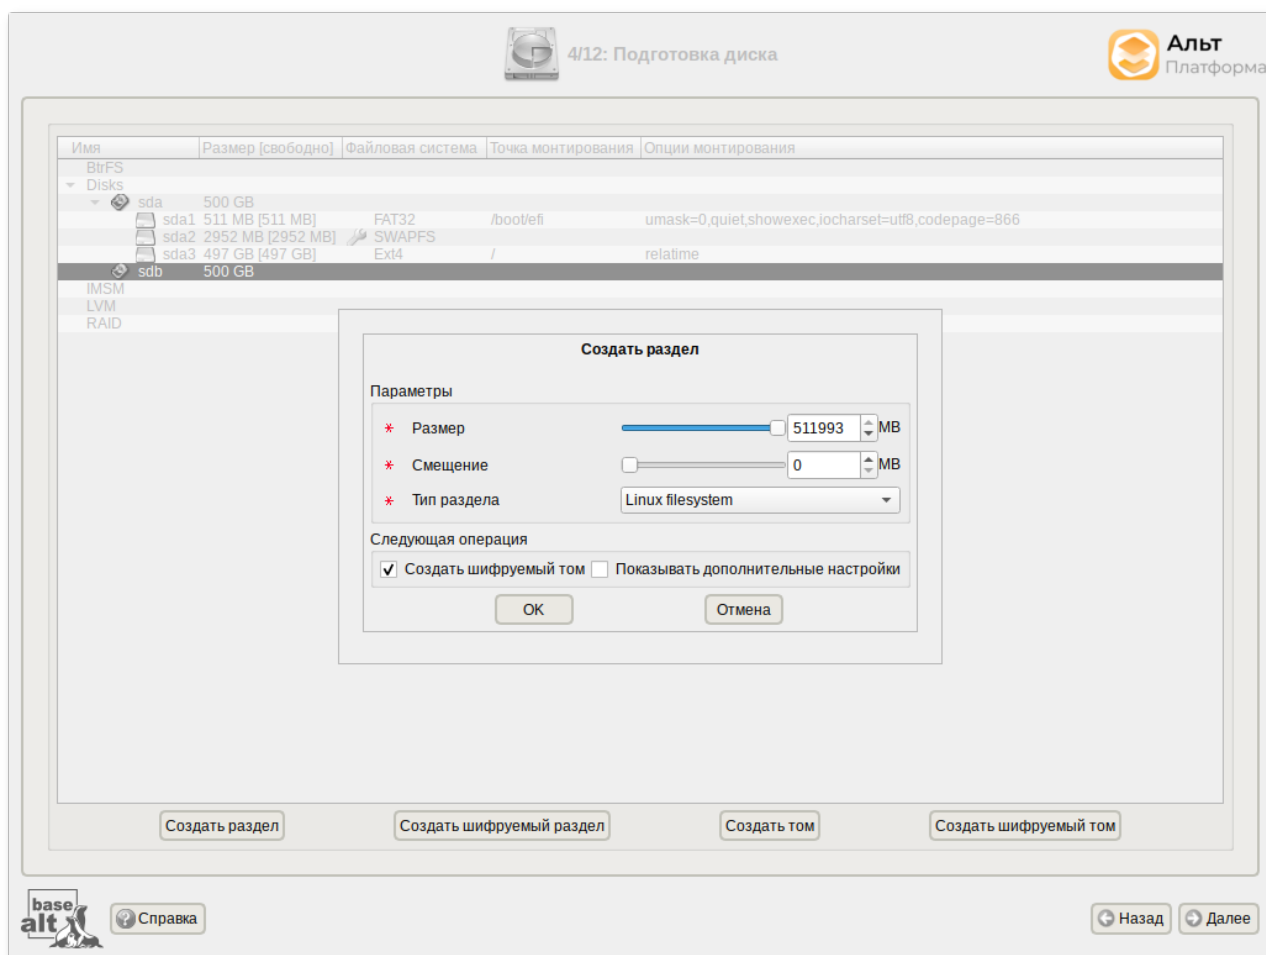 4/12: Подготовка диска
Альт
Платформа
Имя Размер [свободно] Файловая система Точка монтирования Опции монтирования
BtrFS
Disks
sda 500 GB
sda1 511 MB [511 MB] FAT32 /boot/efi umask=0,quiet,showexec,iocharset=utf8,codepage=866
sda2 2952 MB [2952 MB] SWAPFS
sda3 497 GB [497 GB] Ext4 / relatime
sdb 500 GB
IMSM
LVM
RAID
Создать раздел
Параметры
* Размер 511993 MB
* Смещение 0 MB
* Тип раздела Linux filesystem
Следующая операция
Создать шифруемый том Показывать дополнительные настройки
OK Отмена
Создать раздел Создать шифруемый раздел Создать том Создать шифруемый том
base
alt
Справка Назад Далее